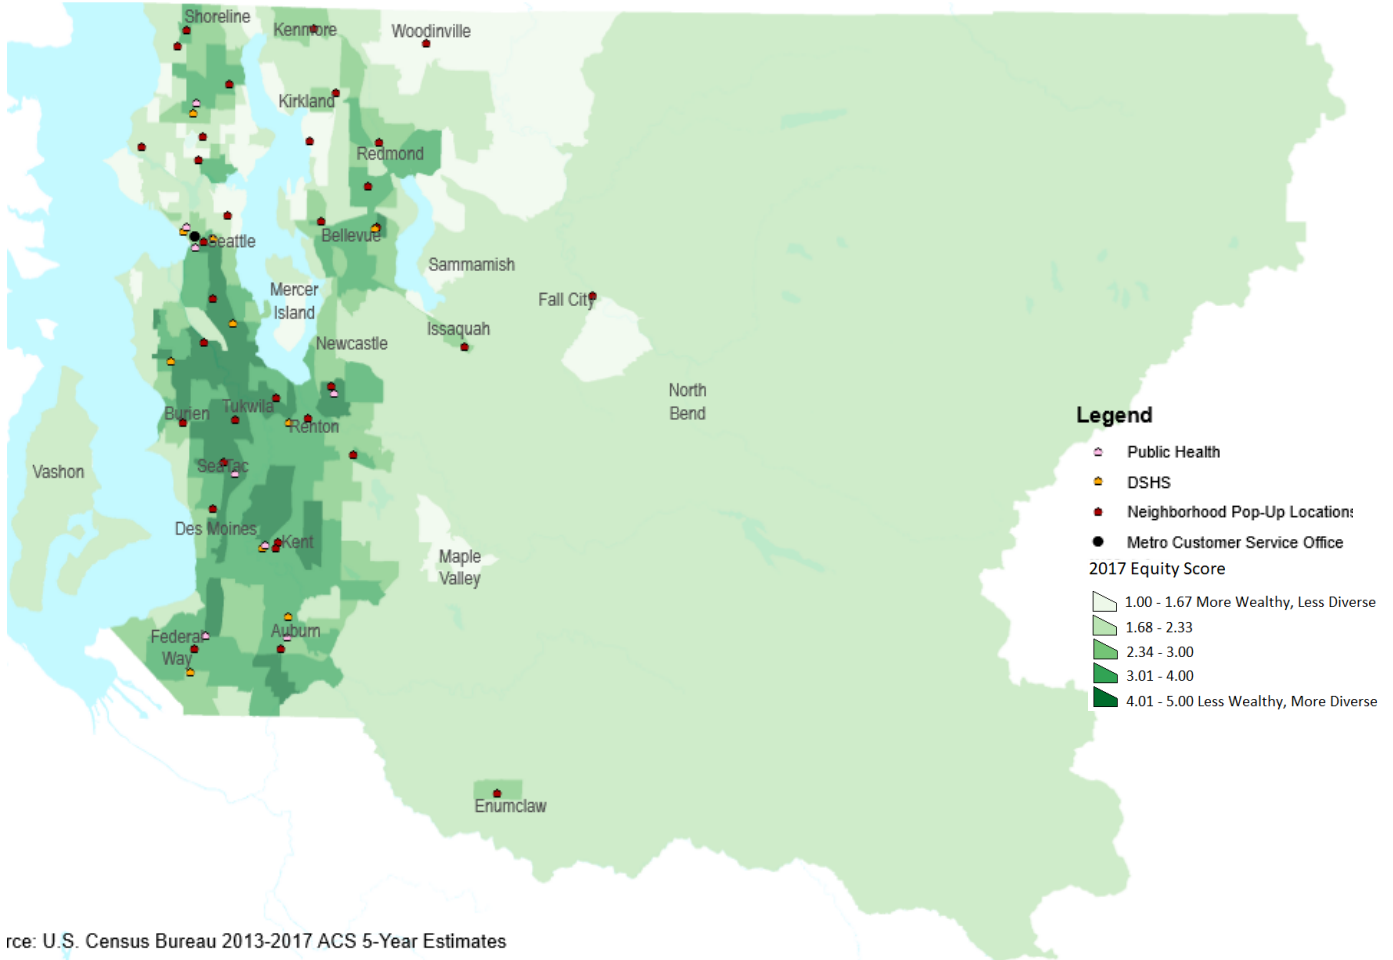 Shoreline
Kenmore
Woodinville
Kirkland
Redmond
Seattle
Bellevue
Sammamish
Mercer
Island
Fall City
Issaquah
Newcastle
North
Bend
Burien
Tukwila
Renton
Vashon
SeaTac
Des Moines
Kent
Maple
Valley
Federal
Way
Auburn
Enumclaw
Legend
Public Health
DSHS
Neighborhood Pop-Up Locations
Metro Customer Service Office
2017 Equity Score
1.00 - 1.67 More Wealthy, Less Diverse
1.68 - 2.33
2.34 - 3.00
3.01 - 4.00
4.01 - 5.00 Less Wealthy, More Diverse
rce: U.S. Census Bureau 2013-2017 ACS 5-Year Estimates